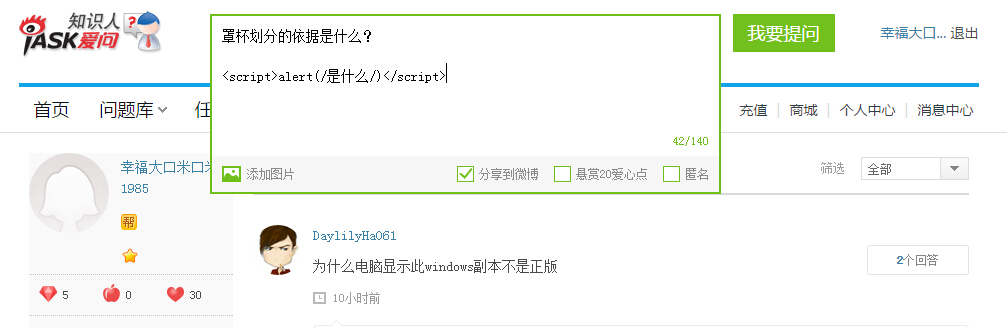 知识人
iASK爱问
罩杯划分的依据是什么？
<script>alert(/是什么/)</script>
42/140
添加图片 分享到微博 悬赏20爱心点 匿名
我要提问
幸福大口... 退出
首页 问题库 任
充值 | 商城 | 个人中心 | 消息中心
幸福大口米口米
1985
帮
5 0 30
筛选 全部
DaylilyHa061
为什么电脑显示此windows副本不是正版
2个回答
10小时前